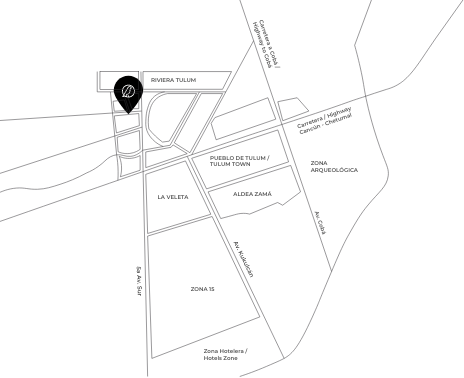 Carretera a Cobá /
Highway to Cobá
RIVIERA TULUM
Carretera / Highway
Cancún - Chetumal
PUEBLO DE TULUM /
TULUM TOWN
ZONA
ARQUEOLÓGICA
LA VELETA
ALDEA ZAMÁ
Av. Cobá
Av. Kukulcan
5a Av. Sur
ZONA 15
Zona Hotelera /
Hotels Zone